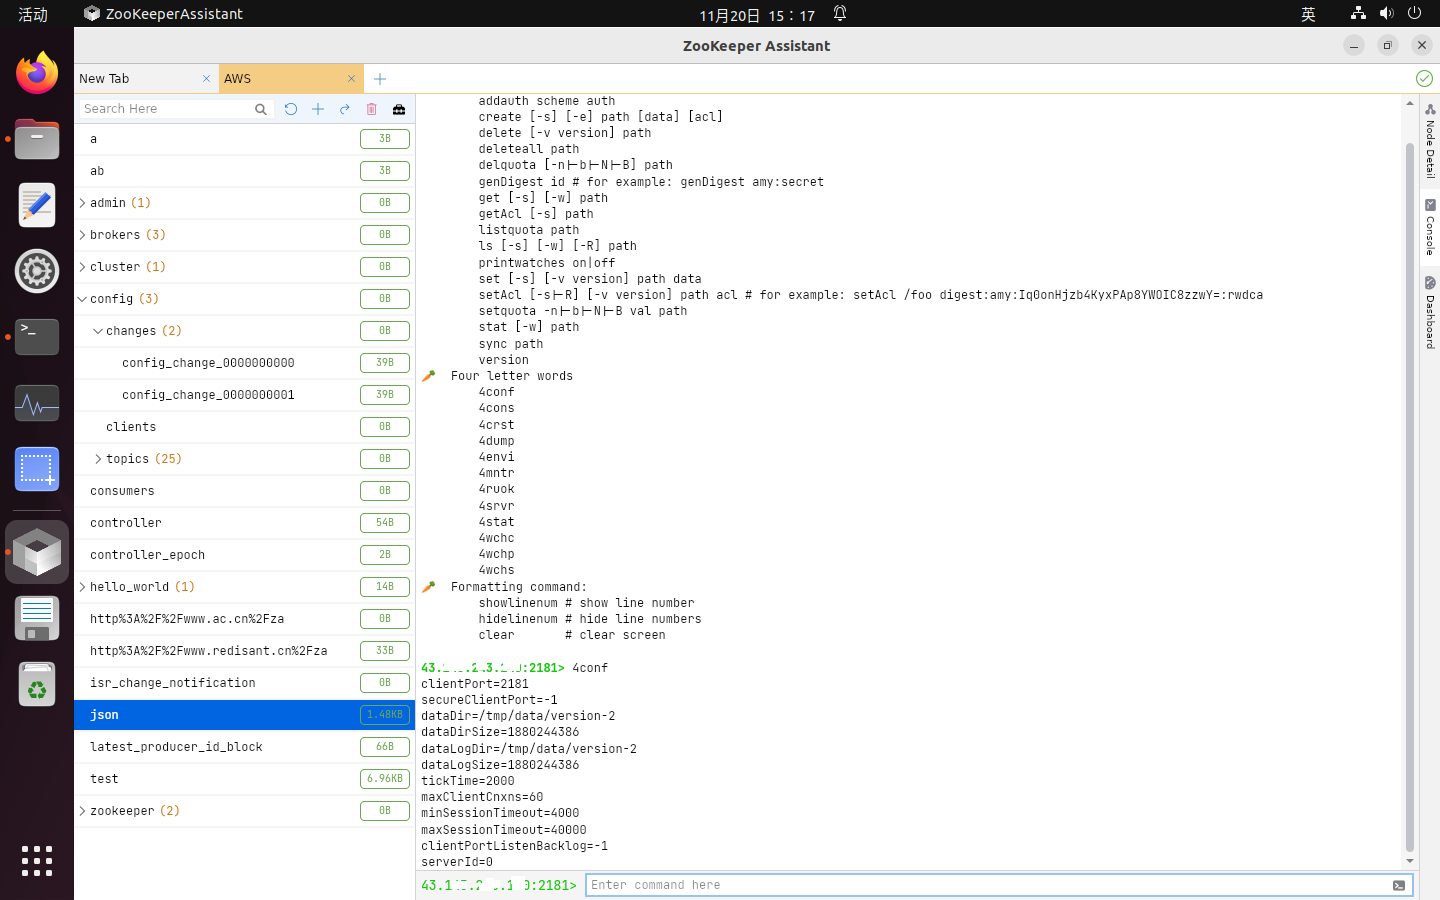 活动
ZooKeeperAssistant
11月20日 15：17
英
ZooKeeper Assistant
New Tab
AWS
Search Here
a
3B
ab
3B
admin (1)
0B
brokers (3)
0B
cluster (1)
0B
config (3)
0B
changes (2)
0B
config_change_0000000000
39B
config_change_0000000001
39B
clients
0B
topics (25)
0B
consumers
0B
controller
54B
controller_epoch
2B
hello_world (1)
14B
http%3A%2F%2Fwww.ac.cn%2Fza
0B
http%3A%2F%2Fwww.redisant.cn%2Fza
33B
isr_change_notification
0B
json
1.48KB
latest_producer_id_block
66B
test
6.96KB
zookeeper (2)
0B
addauth scheme auth
create [-s] [-e] path [data] [acl]
delete [-v version] path
deleteall path
delquota [-n|-b|-N|-B] path
genDigest id # for example: genDigest amy:secret
get [-s] [-w] path
getAcl [-s] path
listquota path
ls [-s] [-w] [-R] path
printwatches on|off
set [-s] [-v version] path data
setAcl [-s|-R] [-v version] path acl # for example: setAcl /foo digest:amy:Iq0onHjzb4KyxPAp8YWOIC8zzwY=:rwdca
setquota -n|-b|-N|-B val path
stat [-w] path
sync path
version
Four letter words
4conf
4cons
4crst
4dump
4envi
4mntr
4ruok
4srvr
4stat
4wchc
4wchp
4wchs
Formatting command:
showlinenum # show line number
hidelinenum # hide line numbers
clear # clear screen
:2181> 4conf
clientPort=2181
secureClientPort=-1
dataDir=/tmp/data/version-2
dataDirSize=1880244386
dataLogDir=/tmp/data/version-2
dataLogSize=1880244386
tickTime=2000
maxClientCnxns=60
minSessionTimeout=4000
maxSessionTimeout=40000
clientPortListenBacklog=-1
serverId=0
:2181>
Enter command here
Node Detail
Console
Dashboard